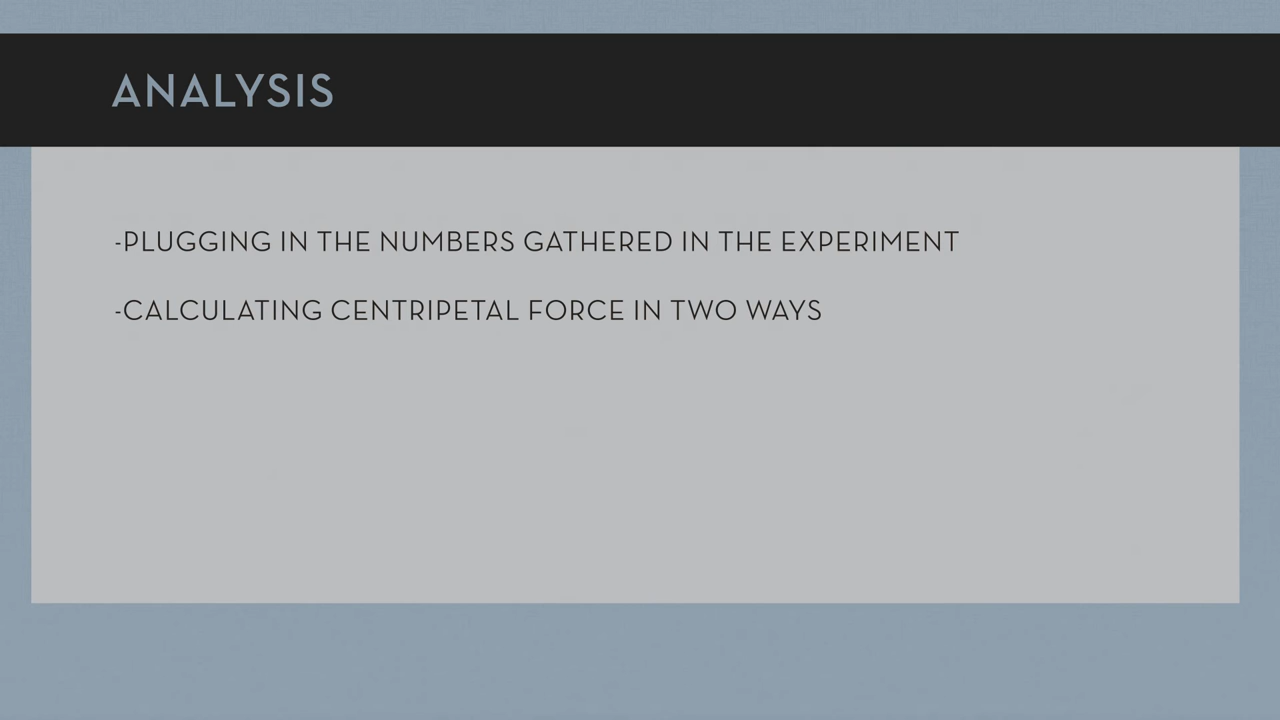 ANALYSIS
-PLUGGING IN THE NUMBERS GATHERED IN THE EXPERIMENT
-CALCULATING CENTRIPETAL FORCE IN TWO WAYS